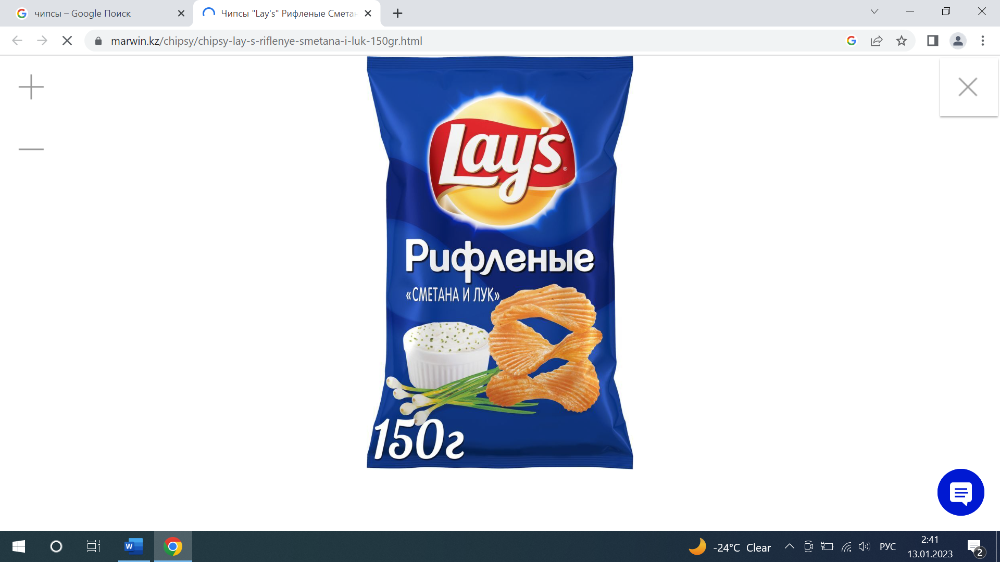 чипсы – Google Поиск
Чипсы "Lay's" Рифленые Сметан
marwin.kz/chipsy/chipsy-lay-s-riflenye-smetana-i-luk-150gr.html
Lay's
Рифленые
«СМЕТАНА И ЛУК»
150г
-24°C Clear
РУС
2:41
13.01.2023
2